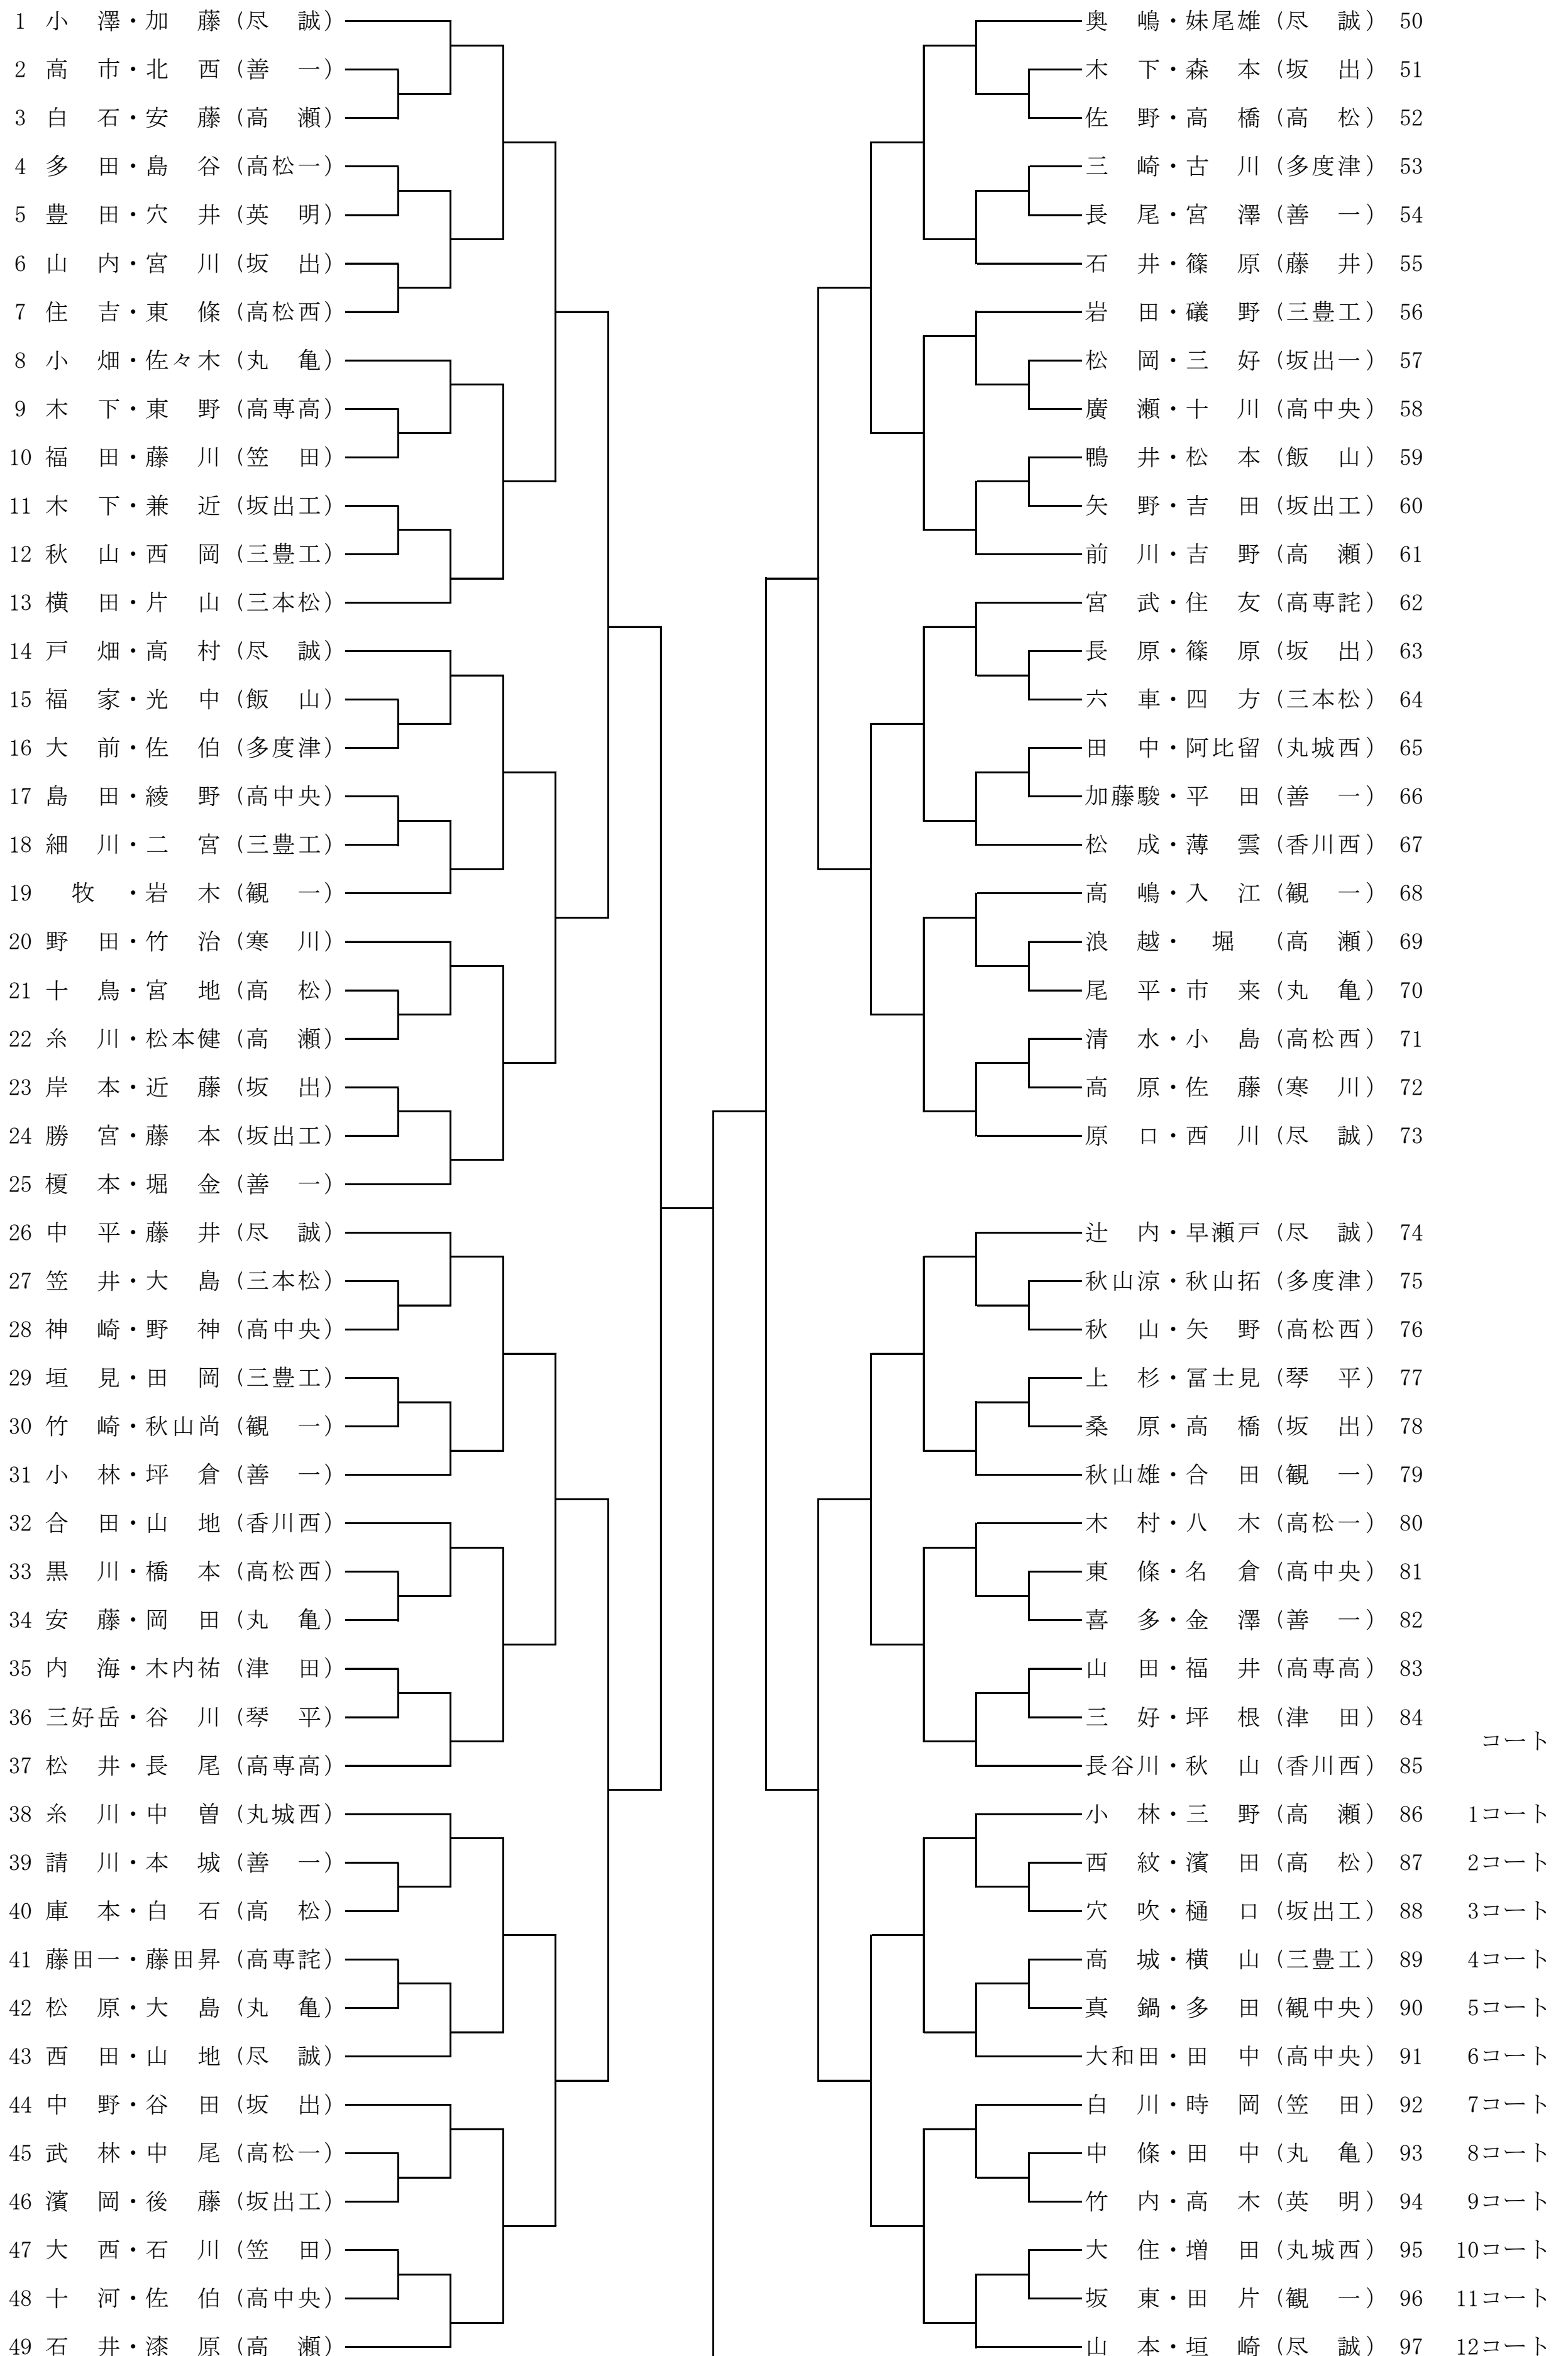 1 小　澤・加　藤 (尽　誠)
2 高　市・北　西 (善　一)
3 白　石・安　藤 (高　瀬)
4 多　田・島　谷 (高松一)
5 豊　田・穴　井 (英　明)
6 山　内・宮　川 (坂　出)
7 住　吉・東　條 (高松西)
8 小　畑・佐々木 (丸　亀)
9 木　下・東　野 (高専高)
10 福　田・藤　川 (笠　田)
11 木　下・兼　近 (坂出工)
12 秋　山・西　岡 (三豊工)
13 横　田・片　山 (三本松)
14 戸　畑・高　村 (尽　誠)
15 福　家・光　中 (飯　山)
16 大　前・佐　伯 (多度津)
17 島　田・綾　野 (高中央)
18 細　川・二　宮 (三豊工)
19 　牧　・岩　木 (観　一)
20 野　田・竹　治 (寒　川)
21 十　鳥・宮　地 (高　松)
22 糸　川・松本健 (高　瀬)
23 岸　本・近　藤 (坂　出)
24 勝　宮・藤　本 (坂出工)
25 榎　本・堀　金 (善　一)
26 中　平・藤　井 (尽　誠)
27 笠　井・大　島 (三本松)
28 神　崎・野　神 (高中央)
29 垣　見・田　岡 (三豊工)
30 竹　崎・秋山尚 (観　一)
31 小　林・坪　倉 (善　一)
32 合　田・山　地 (香川西)
33 黒　川・橋　本 (高松西)
34 安　藤・岡　田 (丸　亀)
35 内　海・木内祐 (津　田)
36 三好岳・谷　川 (琴　平)
37 松　井・長　尾 (高専高)
38 糸　川・中　曽 (丸城西)
39 請　川・本　城 (善　一)
40 庫　本・白　石 (高　松)
41 藤田一・藤田昇 (高専詫)
42 松　原・大　島 (丸　亀)
43 西　田・山　地 (尽　誠)
44 中　野・谷　田 (坂　出)
45 武　林・中　尾 (高松一)
46 濱　岡・後　藤 (坂出工)
47 大　西・石　川 (笠　田)
48 十　河・佐　伯 (高中央)
49 石　井・漆　原 (高　瀬)
奥　嶋・妹尾雄 (尽　誠) 50
木　下・森　本 (坂　出) 51
佐　野・高　橋 (高　松) 52
三　崎・古　川 (多度津) 53
長　尾・宮　澤 (善　一) 54
石　井・篠　原 (藤　井) 55
岩　田・礒　野 (三豊工) 56
松　岡・三　好 (坂出一) 57
廣　瀬・十　川 (高中央) 58
鴨　井・松　本 (飯　山) 59
矢　野・吉　田 (坂出工) 60
前　川・吉　野 (高　瀬) 61
宮　武・住　友 (高専詫) 62
長　原・篠　原 (坂　出) 63
六　車・四　方 (三本松) 64
田　中・阿比留 (丸城西) 65
加藤駿・平　田 (善　一) 66
松　成・薄　雲 (香川西) 67
高　嶋・入　江 (観　一) 68
浪　越・　堀　 (高　瀬) 69
尾　平・市　来 (丸　亀) 70
清　水・小　島 (高松西) 71
高　原・佐　藤 (寒　川) 72
原　口・西　川 (尽　誠) 73
辻　内・早瀬戸 (尽　誠) 74
秋山涼・秋山拓 (多度津) 75
秋　山・矢　野 (高松西) 76
上　杉・冨士見 (琴　平) 77
桑　原・高　橋 (坂　出) 78
秋山雄・合　田 (観　一) 79
木　村・八　木 (高松一) 80
東　條・名　倉 (高中央) 81
喜　多・金　澤 (善　一) 82
山　田・福　井 (高専高) 83
三　好・坪　根 (津　田) 84
コート
長谷川・秋　山 (香川西) 85
小　林・三　野 (高　瀬) 86 1コート
西　紋・濱　田 (高　松) 87 2コート
穴　吹・樋　口 (坂出工) 88 3コート
高　城・横　山 (三豊工) 89 4コート
真　鍋・多　田 (観中央) 90 5コート
大和田・田　中 (高中央) 91 6コート
白　川・時　岡 (笠　田) 92 7コート
中　條・田　中 (丸　亀) 93 8コート
竹　内・高　木 (英　明) 94 9コート
大　住・増　田 (丸城西) 95 10コート
坂　東・田　片 (観　一) 96 11コート
山　本・垣　崎 (尽　誠) 97 12コート